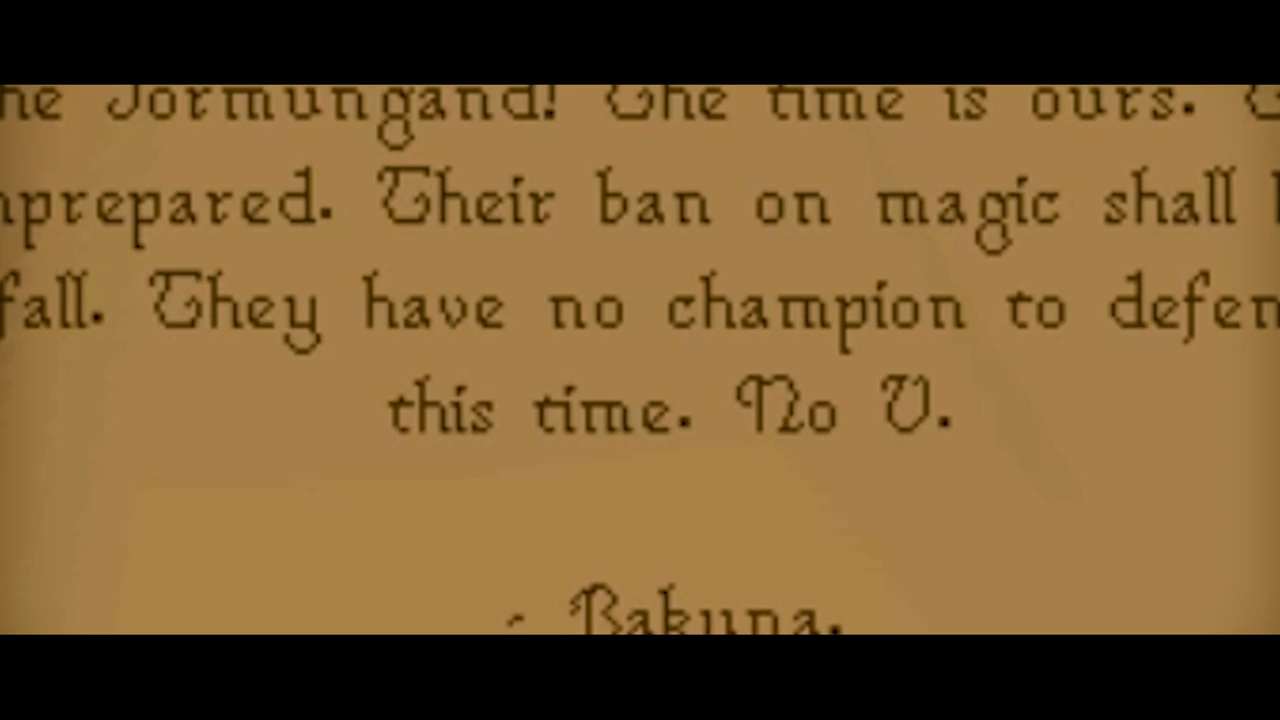 he Jormungand! The time is ours.
nprepared. Their ban on magic shall
fall. They have no champion to defen
this time. No V.
- Bakuna.